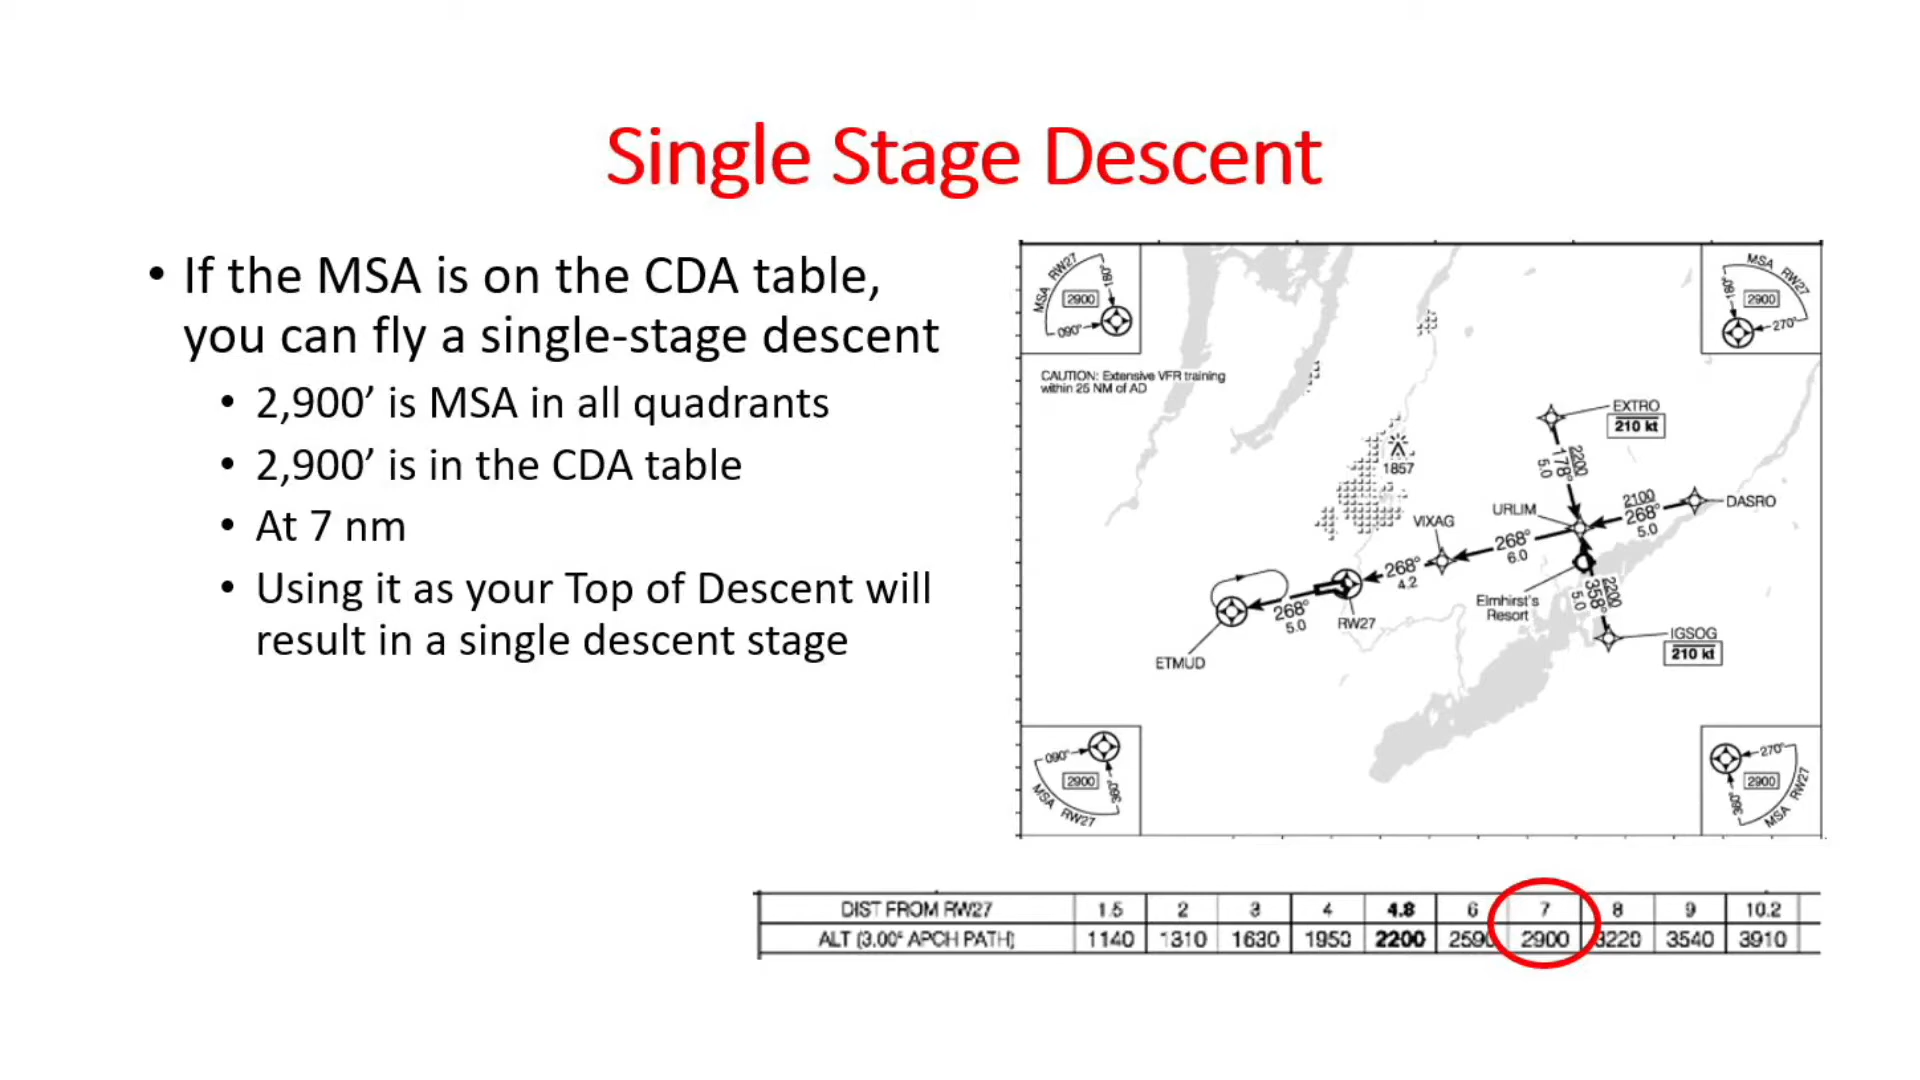 Single Stage Descent
• If the MSA is on the CDA table,
you can fly a single-stage descent
• 2,900’ is MSA in all quadrants
• 2,900’ is in the CDA table
• At 7 nm
• Using it as your Top of Descent will
result in a single descent stage
MSA RW27
180°
2900
090°
MSA RW27
180°
2900
270°
CAUTION: Extensive VFR training
within 25 NM of AD
1857
EXTRO
210 kt
2200
178°
5.0
URLIM
2100
268°
5.0
DASRO
VIXAG
268°
6.0
268°
4.2
Elmhirst's
Resort
2200
358°
5.0
IGSOG
210 kt
RW27
268°
5.0
ETMUD
090°
2900
360°
MSA RW27
270°
2900
360°
MSA RW27
DIST FROM RW27 1.5 2 3 4 4.8 6 7 8 9 10.2
ALT (3.00° APCH PATH) 1140 1310 1630 1950 2200 2590 2900 3220 3540 3910